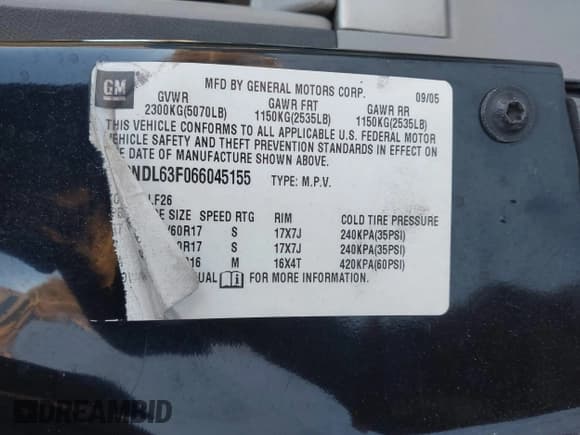 GM
MFD BY GENERAL MOTORS CORP. 09/05
GVWR GAWR FRT GAWR RR
2300KG(5070LB) 1150KG(2535LB) 1150KG(2535LB)
THIS VEHICLE CONFORMS TO ALL APPLICABLE U.S. FEDERAL MOTOR
VEHICLE SAFETY AND THEFT PREVENTION STANDARDS IN EFFECT ON
DATE OF MANUFACTURE SHOWN ABOVE.
NDL63F066045155 TYPE: M.P.V.
LF26
E SIZE SPEED RTG RIM COLD TIRE PRESSURE
/60R17 S 17X7J 240KPA(35PSI)
0R17 S 17X7J 240KPA(35PSI)
16 M 16X4T 420KPA(60PSI)
UAL FOR MORE INFORMATION.
DREAMBID